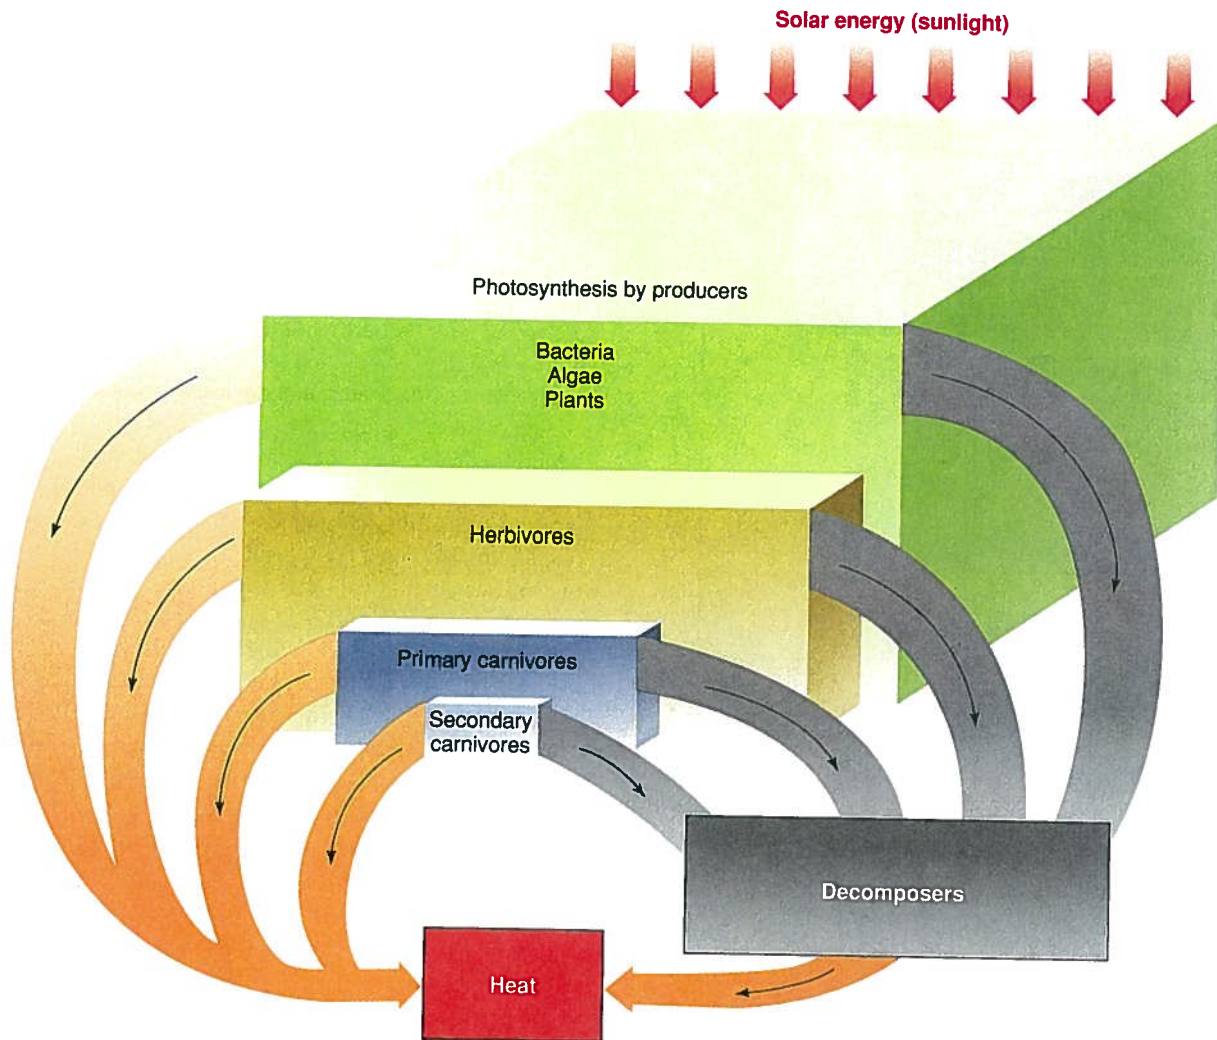 Solar energy (sunlight)
Photosynthesis by producers
Bacteria
Algae
Plants
Herbivores
Primary carnivores
Secondary
carnivores
Decomposers
Heat